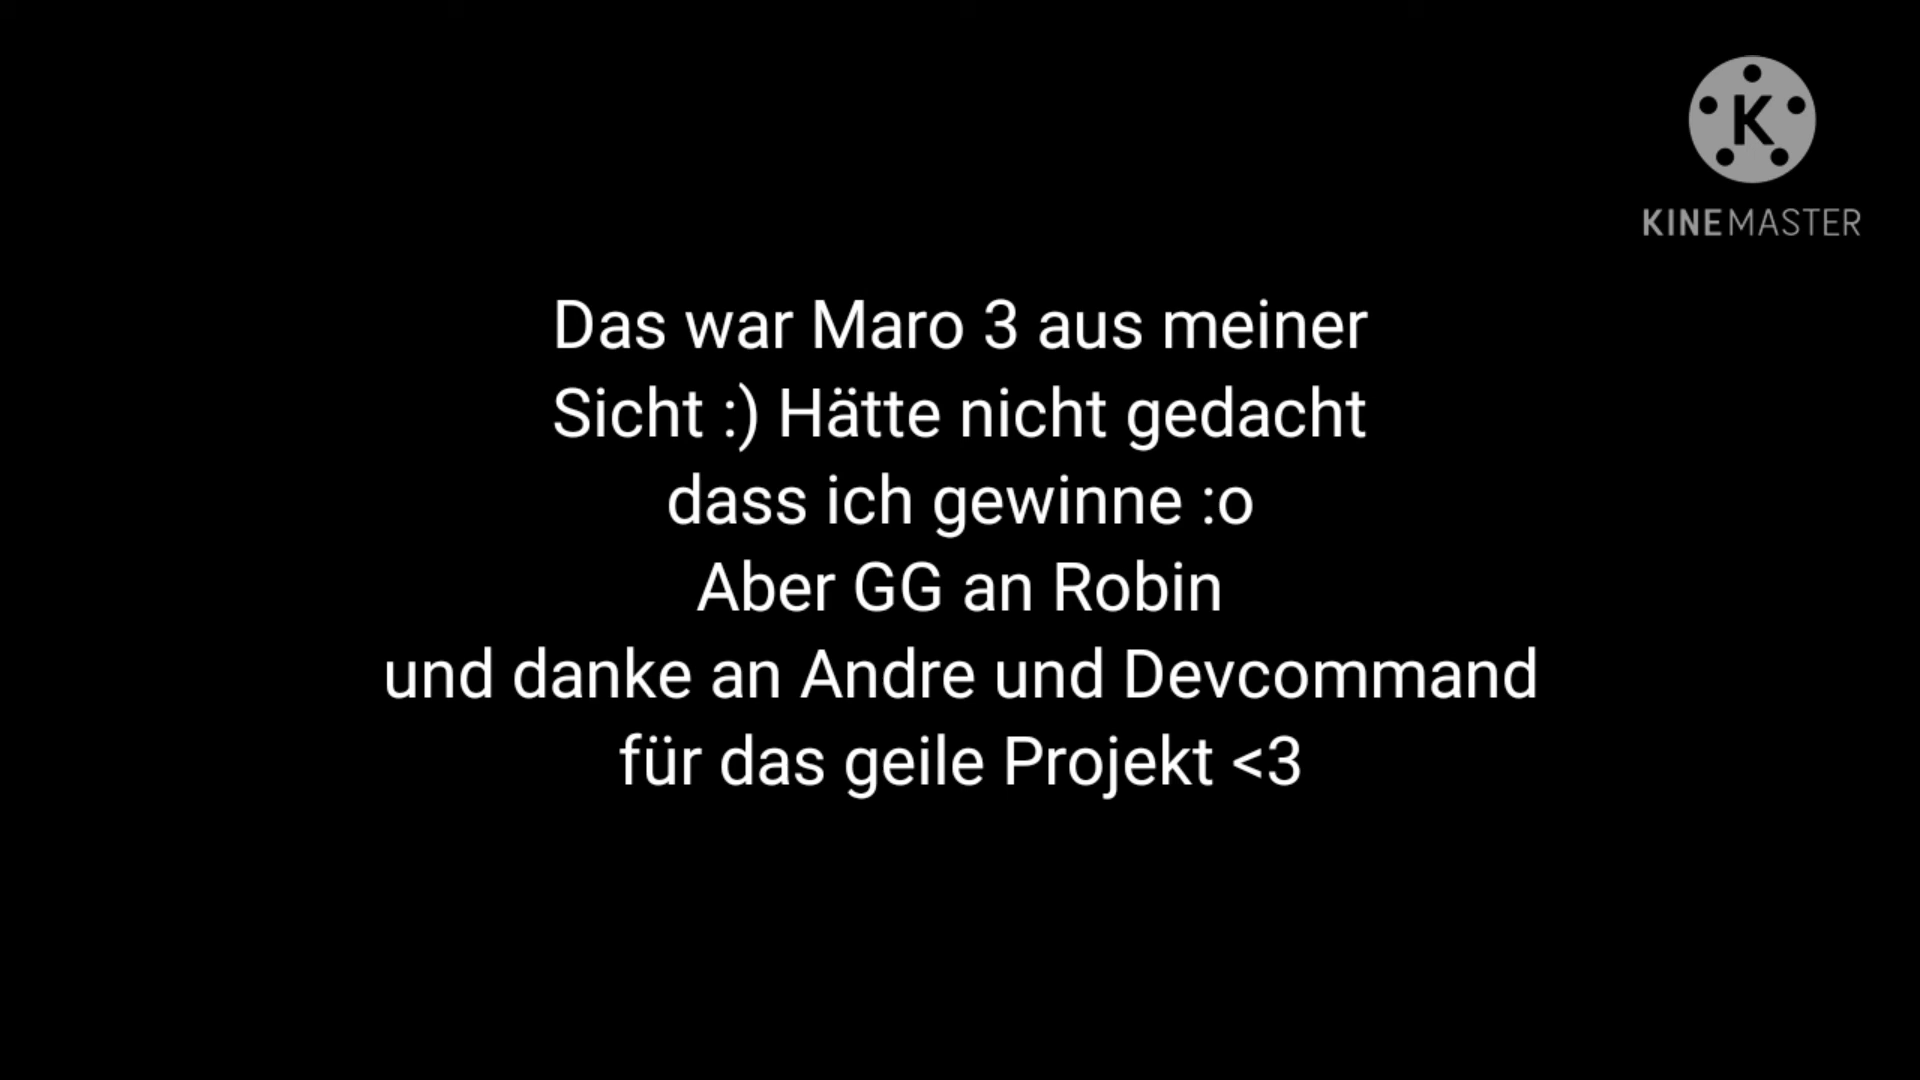 K
KINEMASTER
Das war Maro 3 aus meiner
Sicht :) Hätte nicht gedacht
dass ich gewinne :o
Aber GG an Robin
und danke an Andre und Devcommand
für das geile Projekt <3